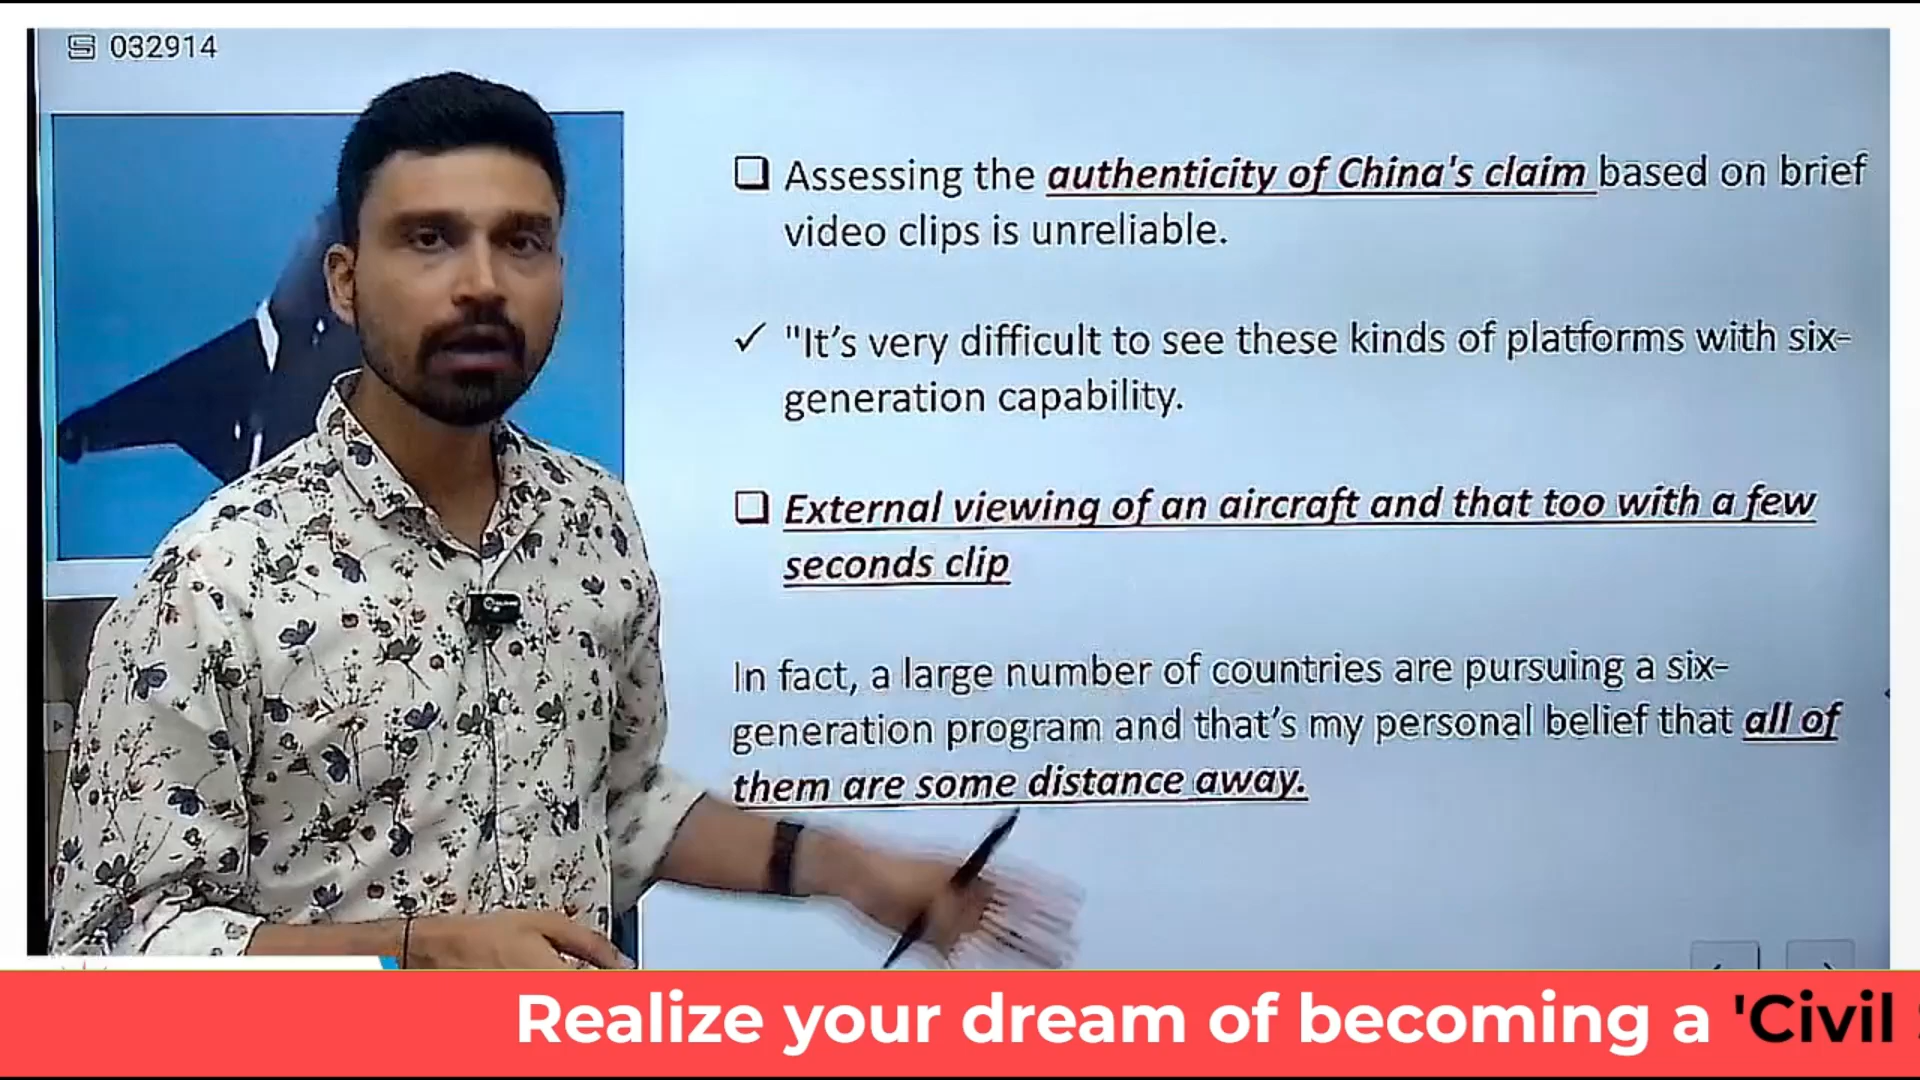 032914
❑ Assessing the authenticity of China's claim based on brief
video clips is unreliable.
✓ "It’s very difficult to see these kinds of platforms with six-
generation capability.
❑ External viewing of an aircraft and that too with a few
seconds clip
In fact, a large number of countries are pursuing a six-
generation program and that’s my personal belief that all of
them are some distance away.
Realize your dream of becoming a 'Civil